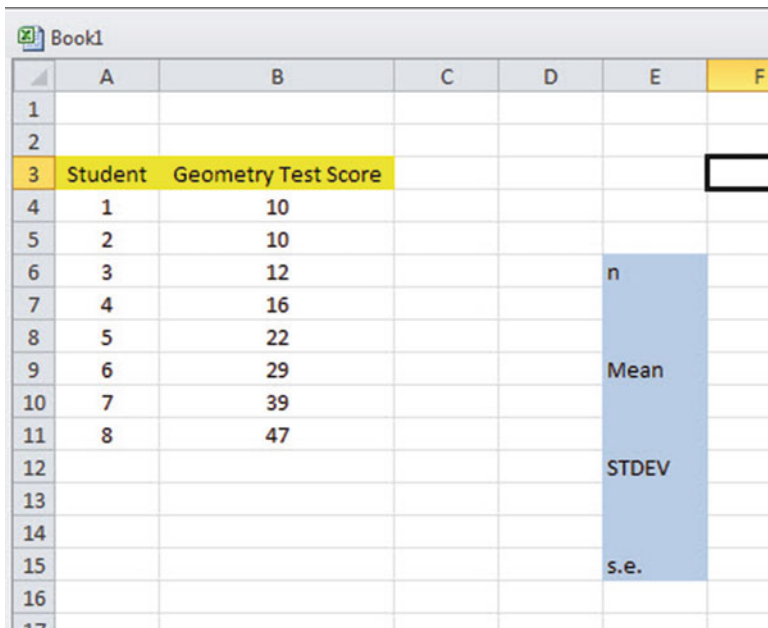 Book1
A B C D E F
1
2
3 Student Geometry Test Score
4 1 10
5 2 10
6 3 12 n
7 4 16
8 5 22
9 6 29 Mean
10 7 39
11 8 47
12 STDEV
13
14
15 s.e.
16
17